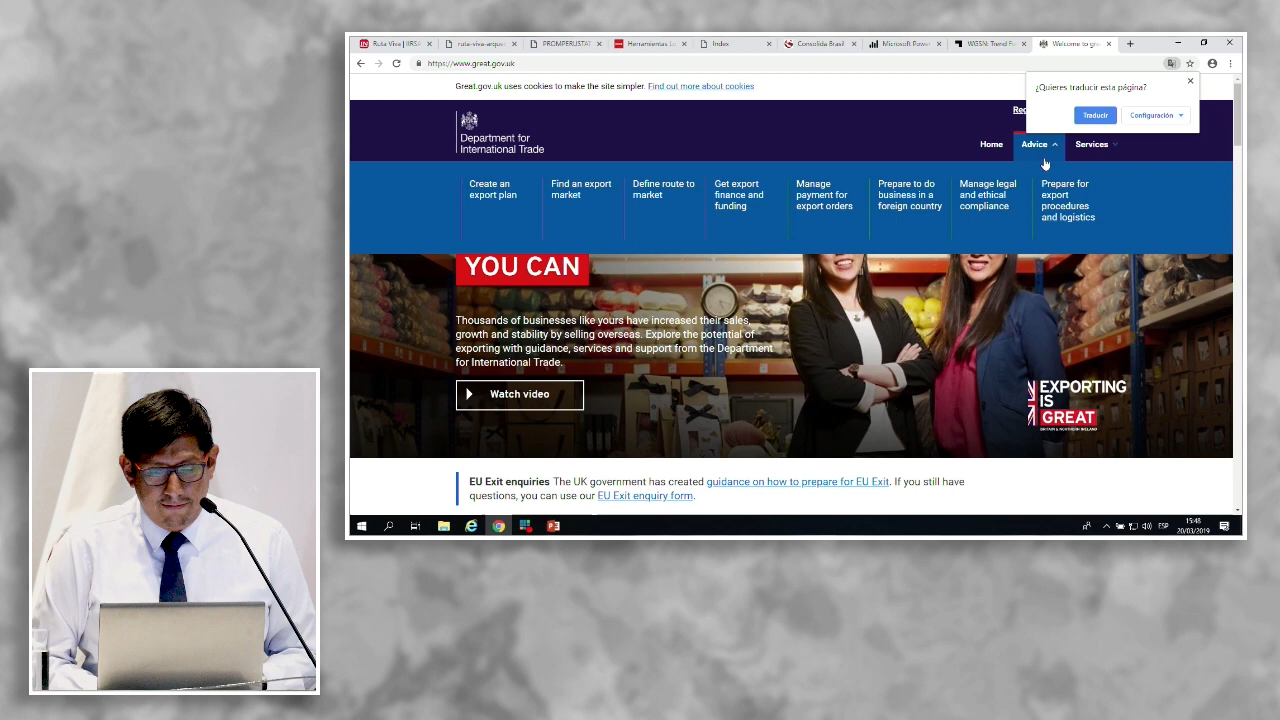 Ruta Viva | IIRSA
ruta-viva-arque
PROMPERUSTAT
Herramientas Lo
Index
Consolida Brasil
Microsoft Power
WGSN: Trend Fo
Welcome to gre
https://www.great.gov.uk
Great.gov.uk uses cookies to make the site simpler. Find out more about cookies
¿Quieres traducir esta página?
Traducir
Configuración
Department for
International Trade
Home
Advice
Services
Create an
export plan
Find an export
market
Define route to
market
Get export
finance and
funding
Manage
payment for
export orders
Prepare to do
business in a
foreign country
Manage legal
and ethical
compliance
Prepare for
export
procedures
and logistics
YOU CAN
Thousands of businesses like yours have increased their sales,
growth and stability by selling overseas. Explore the potential of
exporting with guidance, services and support from the Department
for International Trade.
Watch video
EXPORTING
IS
GREAT
BRITAIN & NORTHERN IRELAND
EU Exit enquiries The UK government has created guidance on how to prepare for EU Exit. If you still have
questions, you can use our EU Exit enquiry form.
ESP
15:48
20/03/2019